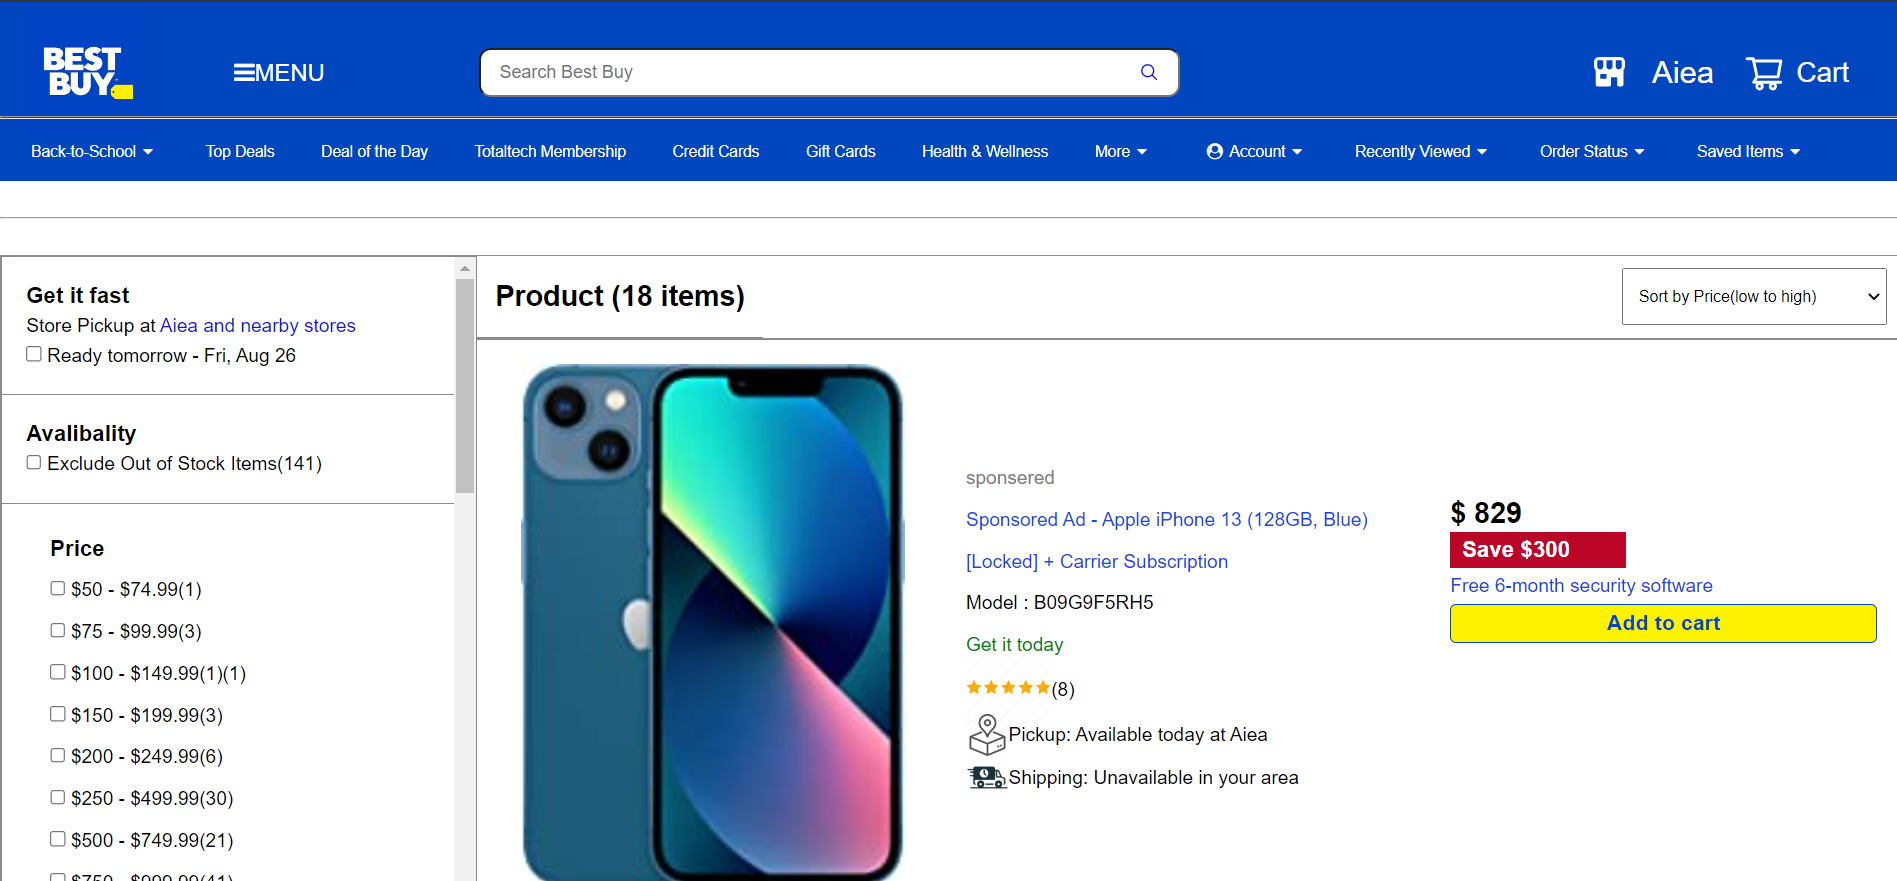 BEST
BUY
MENU
Search Best Buy
Aiea
Cart
Back-to-School
Top Deals
Deal of the Day
Totaltech Membership
Credit Cards
Gift Cards
Health & Wellness
More
Account
Recently Viewed
Order Status
Saved Items
Get it fast
Store Pickup at Aiea and nearby stores
Ready tomorrow - Fri, Aug 26
Avalibality
Exclude Out of Stock Items(141)
Price
$50 - $74.99(1)
$75 - $99.99(3)
$100 - $149.99(1)(1)
$150 - $199.99(3)
$200 - $249.99(6)
$250 - $499.99(30)
$500 - $749.99(21)
$750 - $999.99(41)
Product (18 items)
Sort by Price(low to high)
sponsered
Sponsored Ad - Apple iPhone 13 (128GB, Blue)
[Locked] + Carrier Subscription
Model : B09G9F5RH5
Get it today
(8)
Pickup: Available today at Aiea
Shipping: Unavailable in your area
$ 829
Save $300
Free 6-month security software
Add to cart